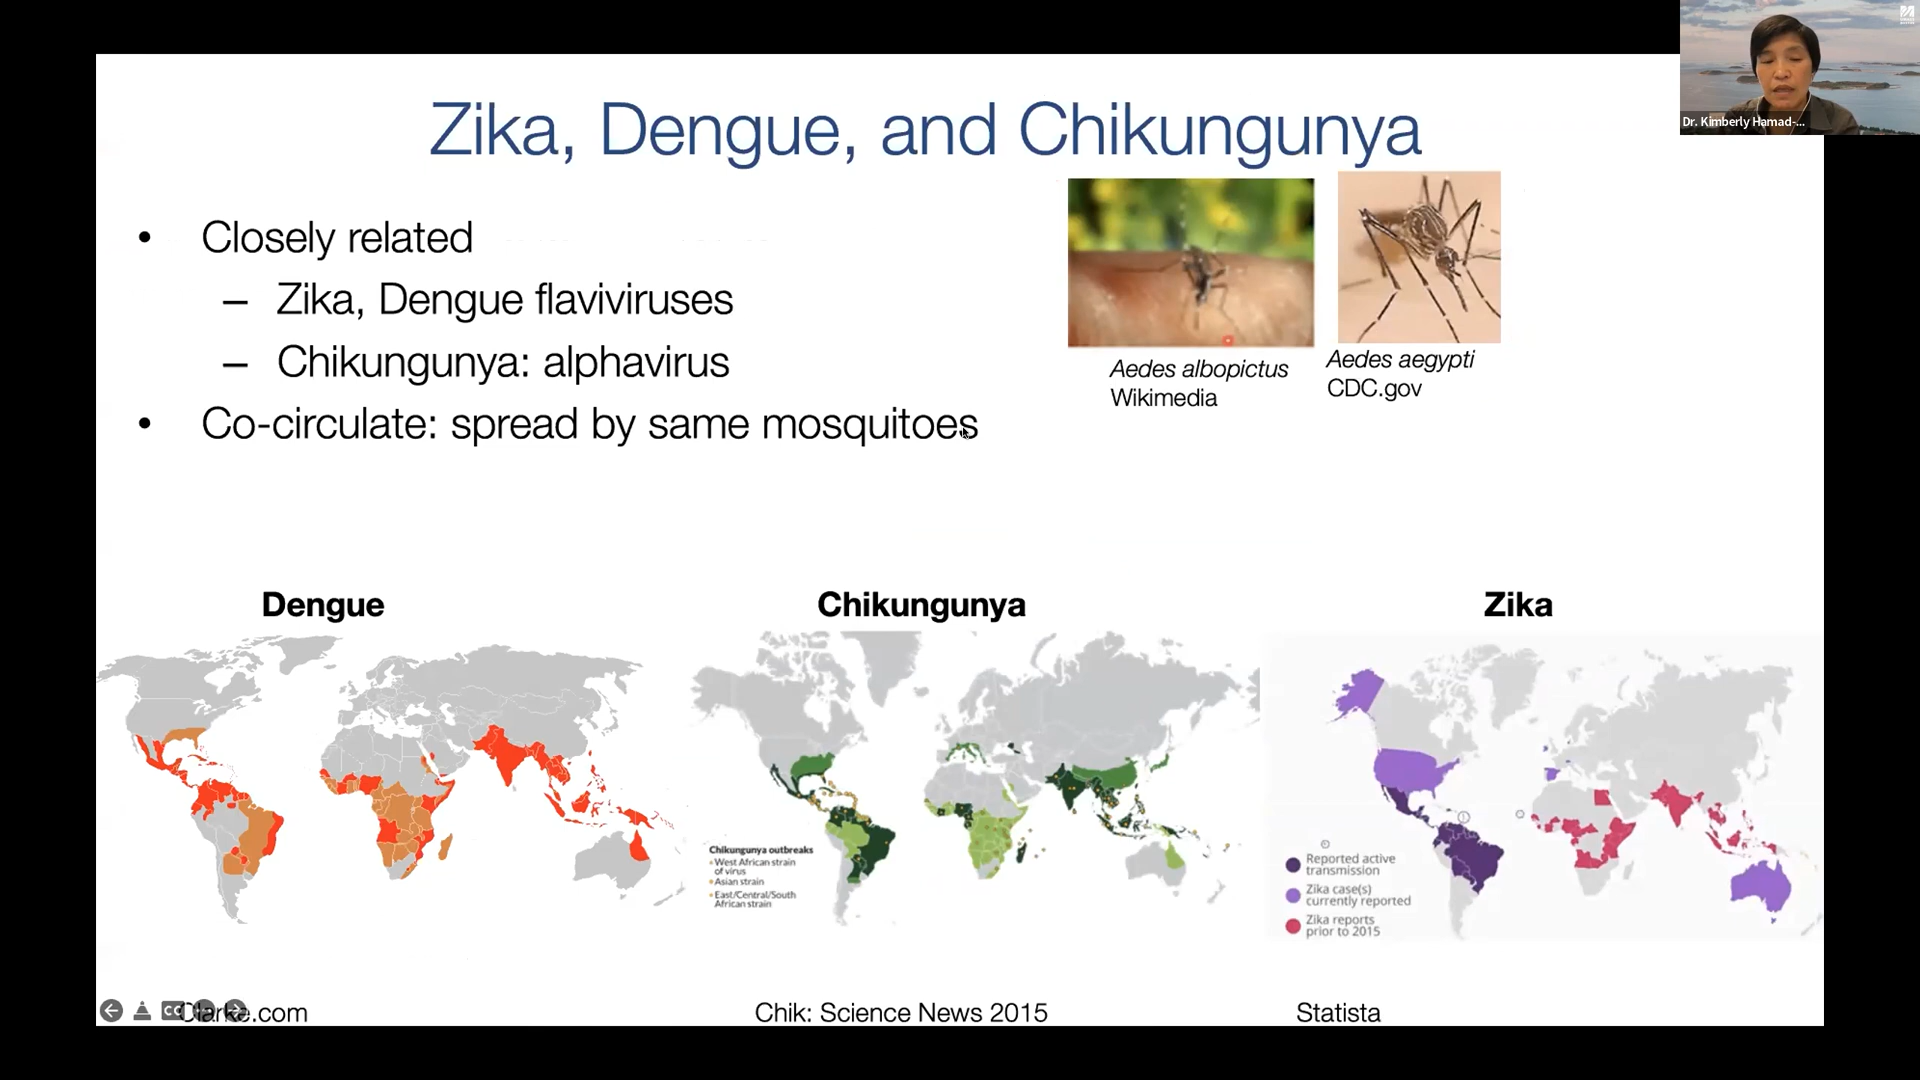 Zika, Dengue, and Chikungunya
Dr. Kimberly Hamad-...
• Closely related
– Zika, Dengue flaviviruses
– Chikungunya: alphavirus
• Co-circulate: spread by same mosquitoes
Aedes albopictus
Wikimedia
Aedes aegypti
CDC.gov
Dengue
Chikungunya
Zika
Chikungunya outbreaks
West African strain
of virus
Asian strain
East/Central/South
African strain
Reported active
transmission
Zika case(s)
currently reported
Zika reports
prior to 2015
CC
Clarke.com
Chik: Science News 2015
Statista